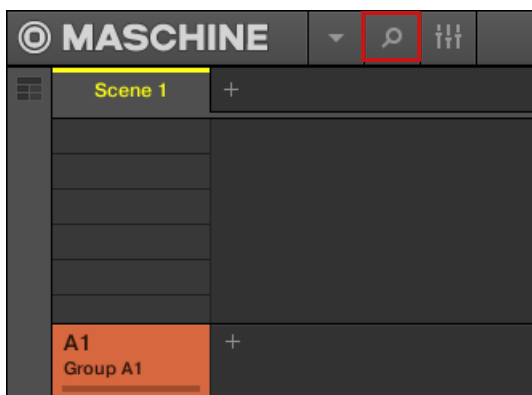 MASCHINE
Scene 1
+
A1
+
Group A1